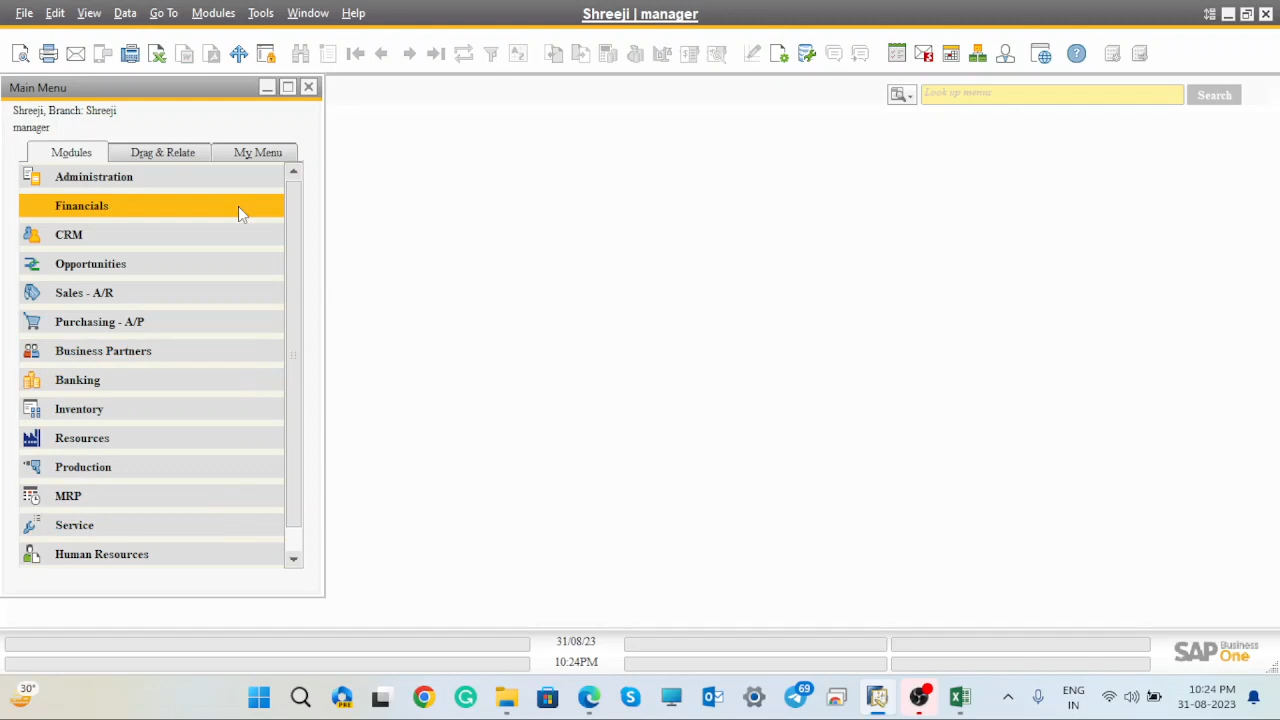 File Edit View Data Go To Modules Tools Window Help
Shreeji | manager
Main Menu
Look up menu
Search
Shreeji, Branch: Shreeji
manager
Modules
Drag & Relate
My Menu
Administration
Financials
CRM
Opportunities
Sales - A/R
Purchasing - A/P
Business Partners
Banking
Inventory
Resources
Production
MRP
Service
Human Resources
31/08/23
10:24PM
SAP Business One
30°
PRE
69
ENG
IN
10:24 PM
31-08-2023